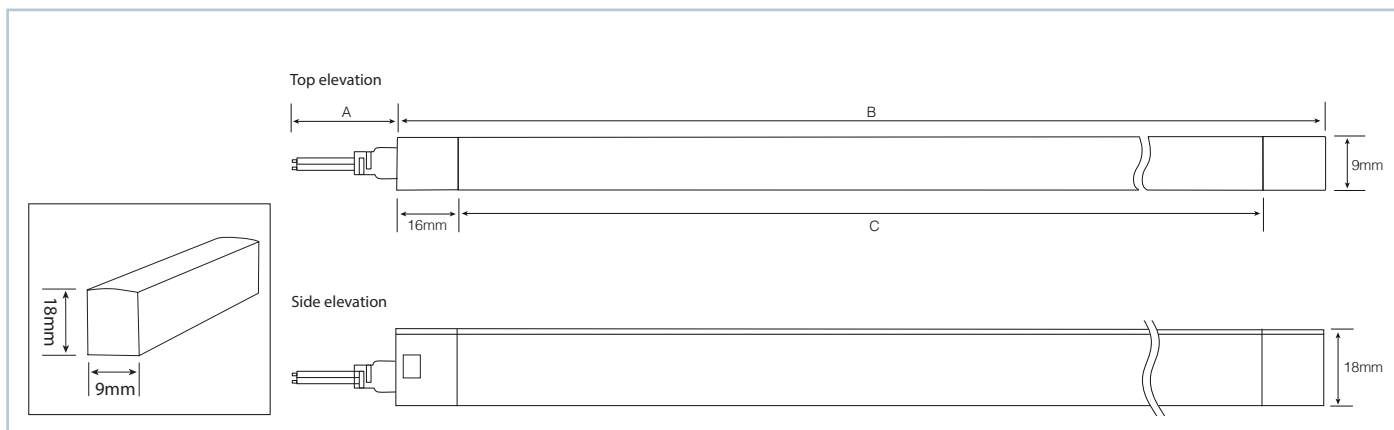 Top elevation
A
B
9mm
16mm
C
Side elevation
18mm
18mm
9mm